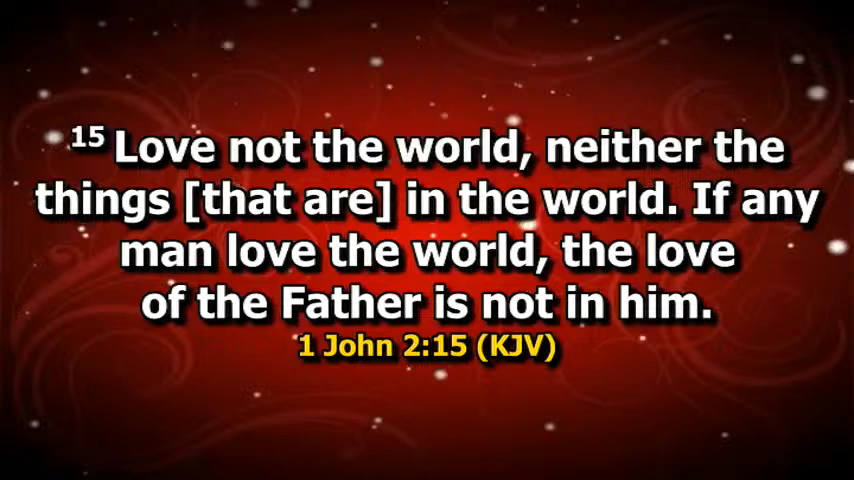 15 Love not the world, neither the
things [that are] in the world. If any
man love the world, the love
of the Father is not in him.
1 John 2:15 (KJV)